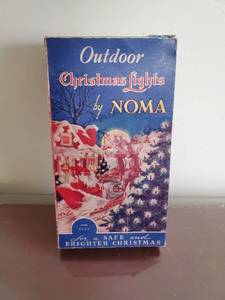 Outdoor
Christmas Lights
by NOMA
for a SAFE and
BRIGHTER CHRISTMAS